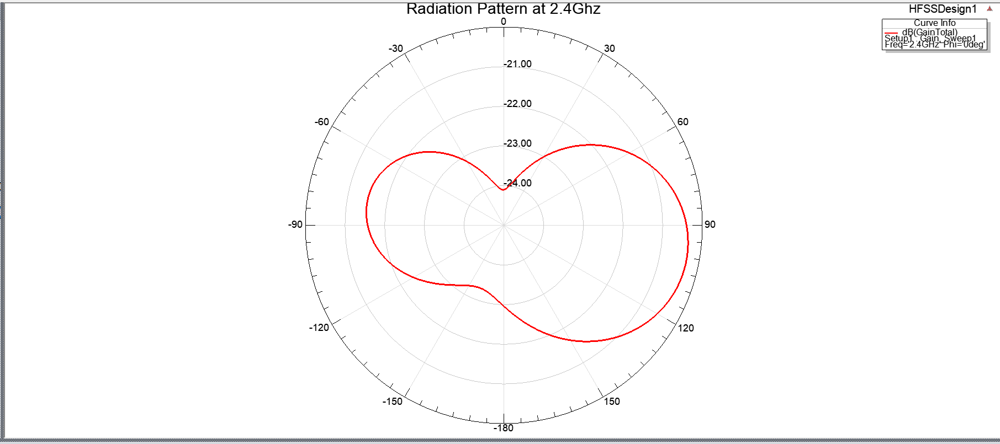 Radiation Pattern at 2.4Ghz
HFSSDesign1
Curve Info
dB(GainTotal)
Setup1 : Gain_Sweep1
Freq='2.4GHz' Phi='0deg'
0
-30
30
-21.00
-22.00
-60
60
-23.00
-24.00
-90
90
-120
120
-150
150
-180